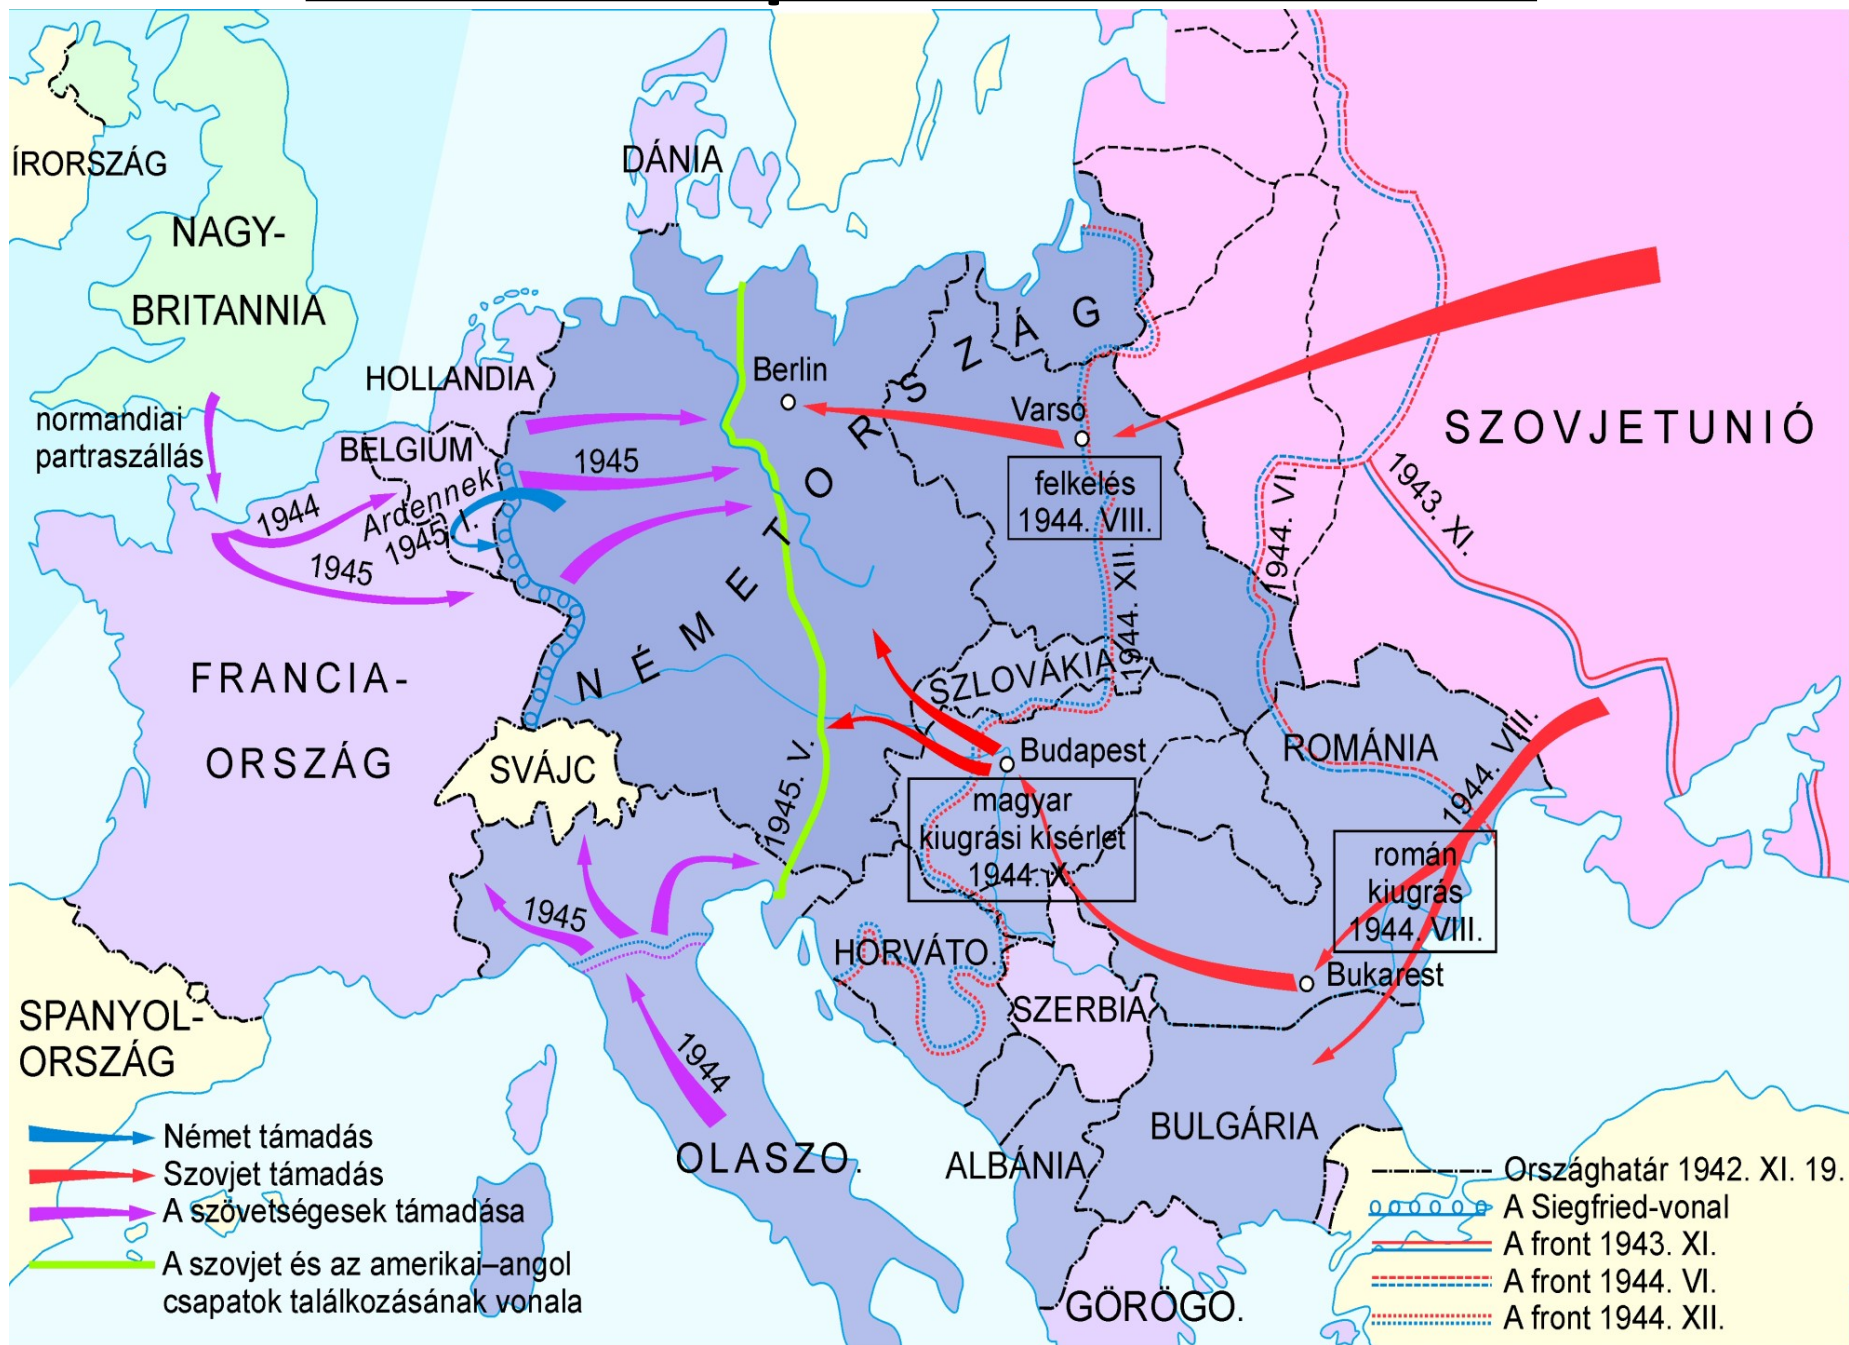 ÍRORSZÁG
NAGY-
BRITANNIA
DÁNIA
HOLLANDIA
BELGIUM
Ardennek
1945. I.
normandiai
partraszállás
1944
1945
1945
Berlin
Varsó
felkelés
1944. VIII.
NÉMETORSZÁG
SZOVJETUNIÓ
1943. XI.
1944. VI.
1944. XII.
FRANCIA-
ORSZÁG
SVÁJC
SZLOVÁKIA
Budapest
magyar
kiugrási kísérlet
1944. X.
ROMÁNIA
1944. VIII.
román
kiugrás
1944. VIII.
Bukarest
1945. V.
1945
1944
HORVÁTO.
SZERBIA
SPANYOL-
ORSZÁG
OLASZO.
ALBÁNIA
BULGÁRIA
GÖRÖGO.
Német támadás
Szovjet támadás
A szövetségesek támadása
A szovjet és az amerikai–angol
csapatok találkozásának vonala
Országhatár 1942. XI. 19.
A Siegfried-vonal
A front 1943. XI.
A front 1944. VI.
A front 1944. XII.